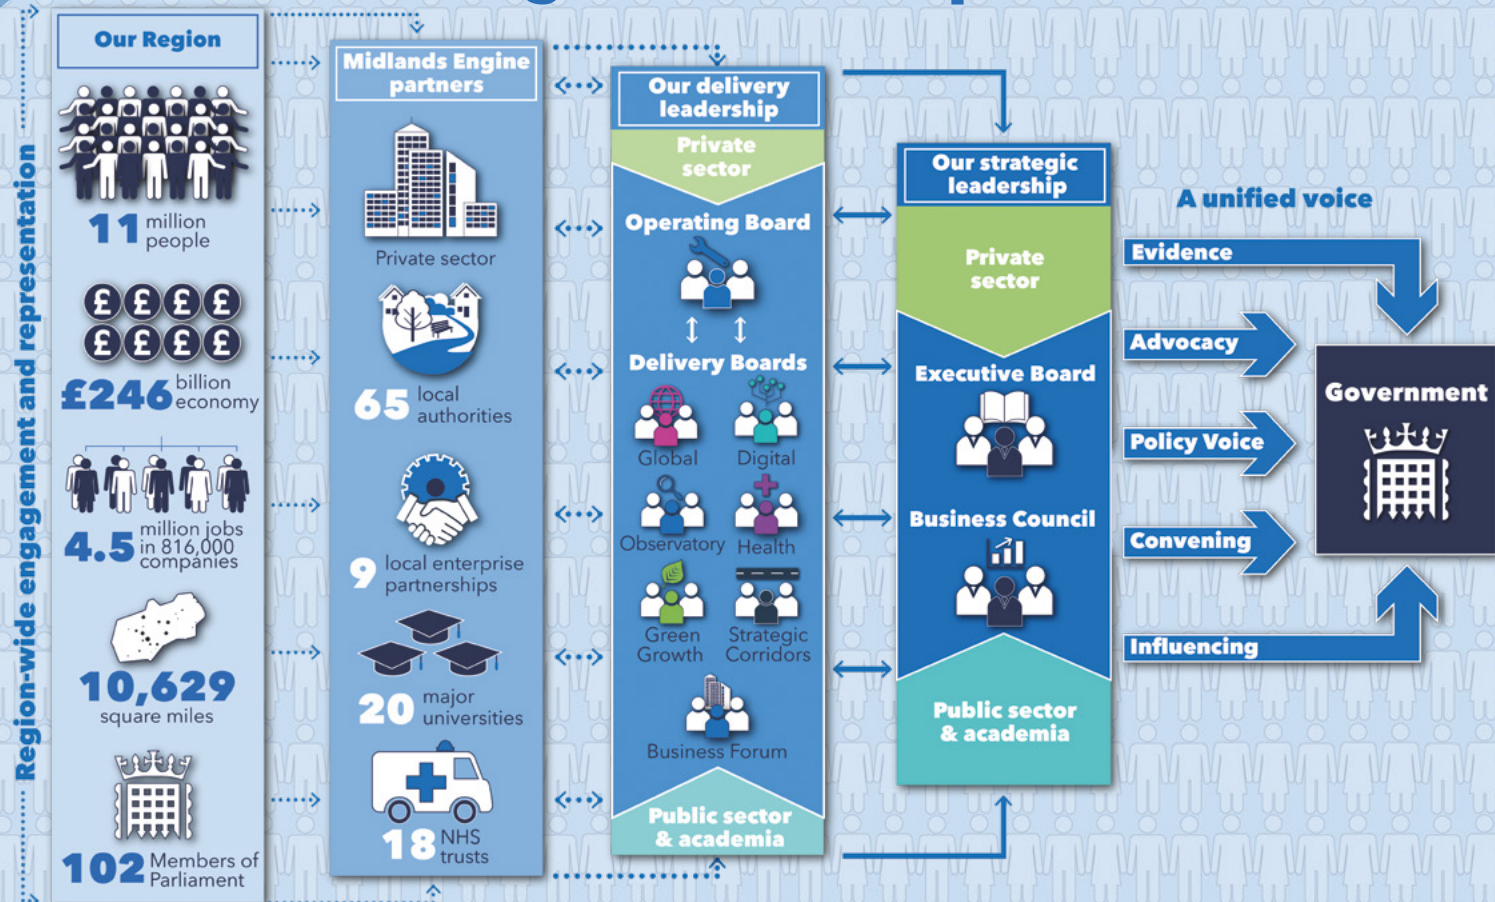 Our Region
11 million
people
£246 billion
economy
4.5 million jobs
in 816,000
companies
10,629
square miles
102 Members of
Parliament
Region-wide engagement and representation
Midlands Engine
partners
Private sector
65 local
authorities
9 local enterprise
partnerships
20 major
universities
18 NHS
trusts
Our delivery
leadership
Private
sector
Operating Board
Delivery Boards
Global
Digital
Observatory
Health
Green
Growth
Strategic
Corridors
Business Forum
Public sector
& academia
Our strategic
leadership
Private
sector
Executive Board
Business Council
Public sector
& academia
A unified voice
Evidence
Advocacy
Policy Voice
Convening
Influencing
Government